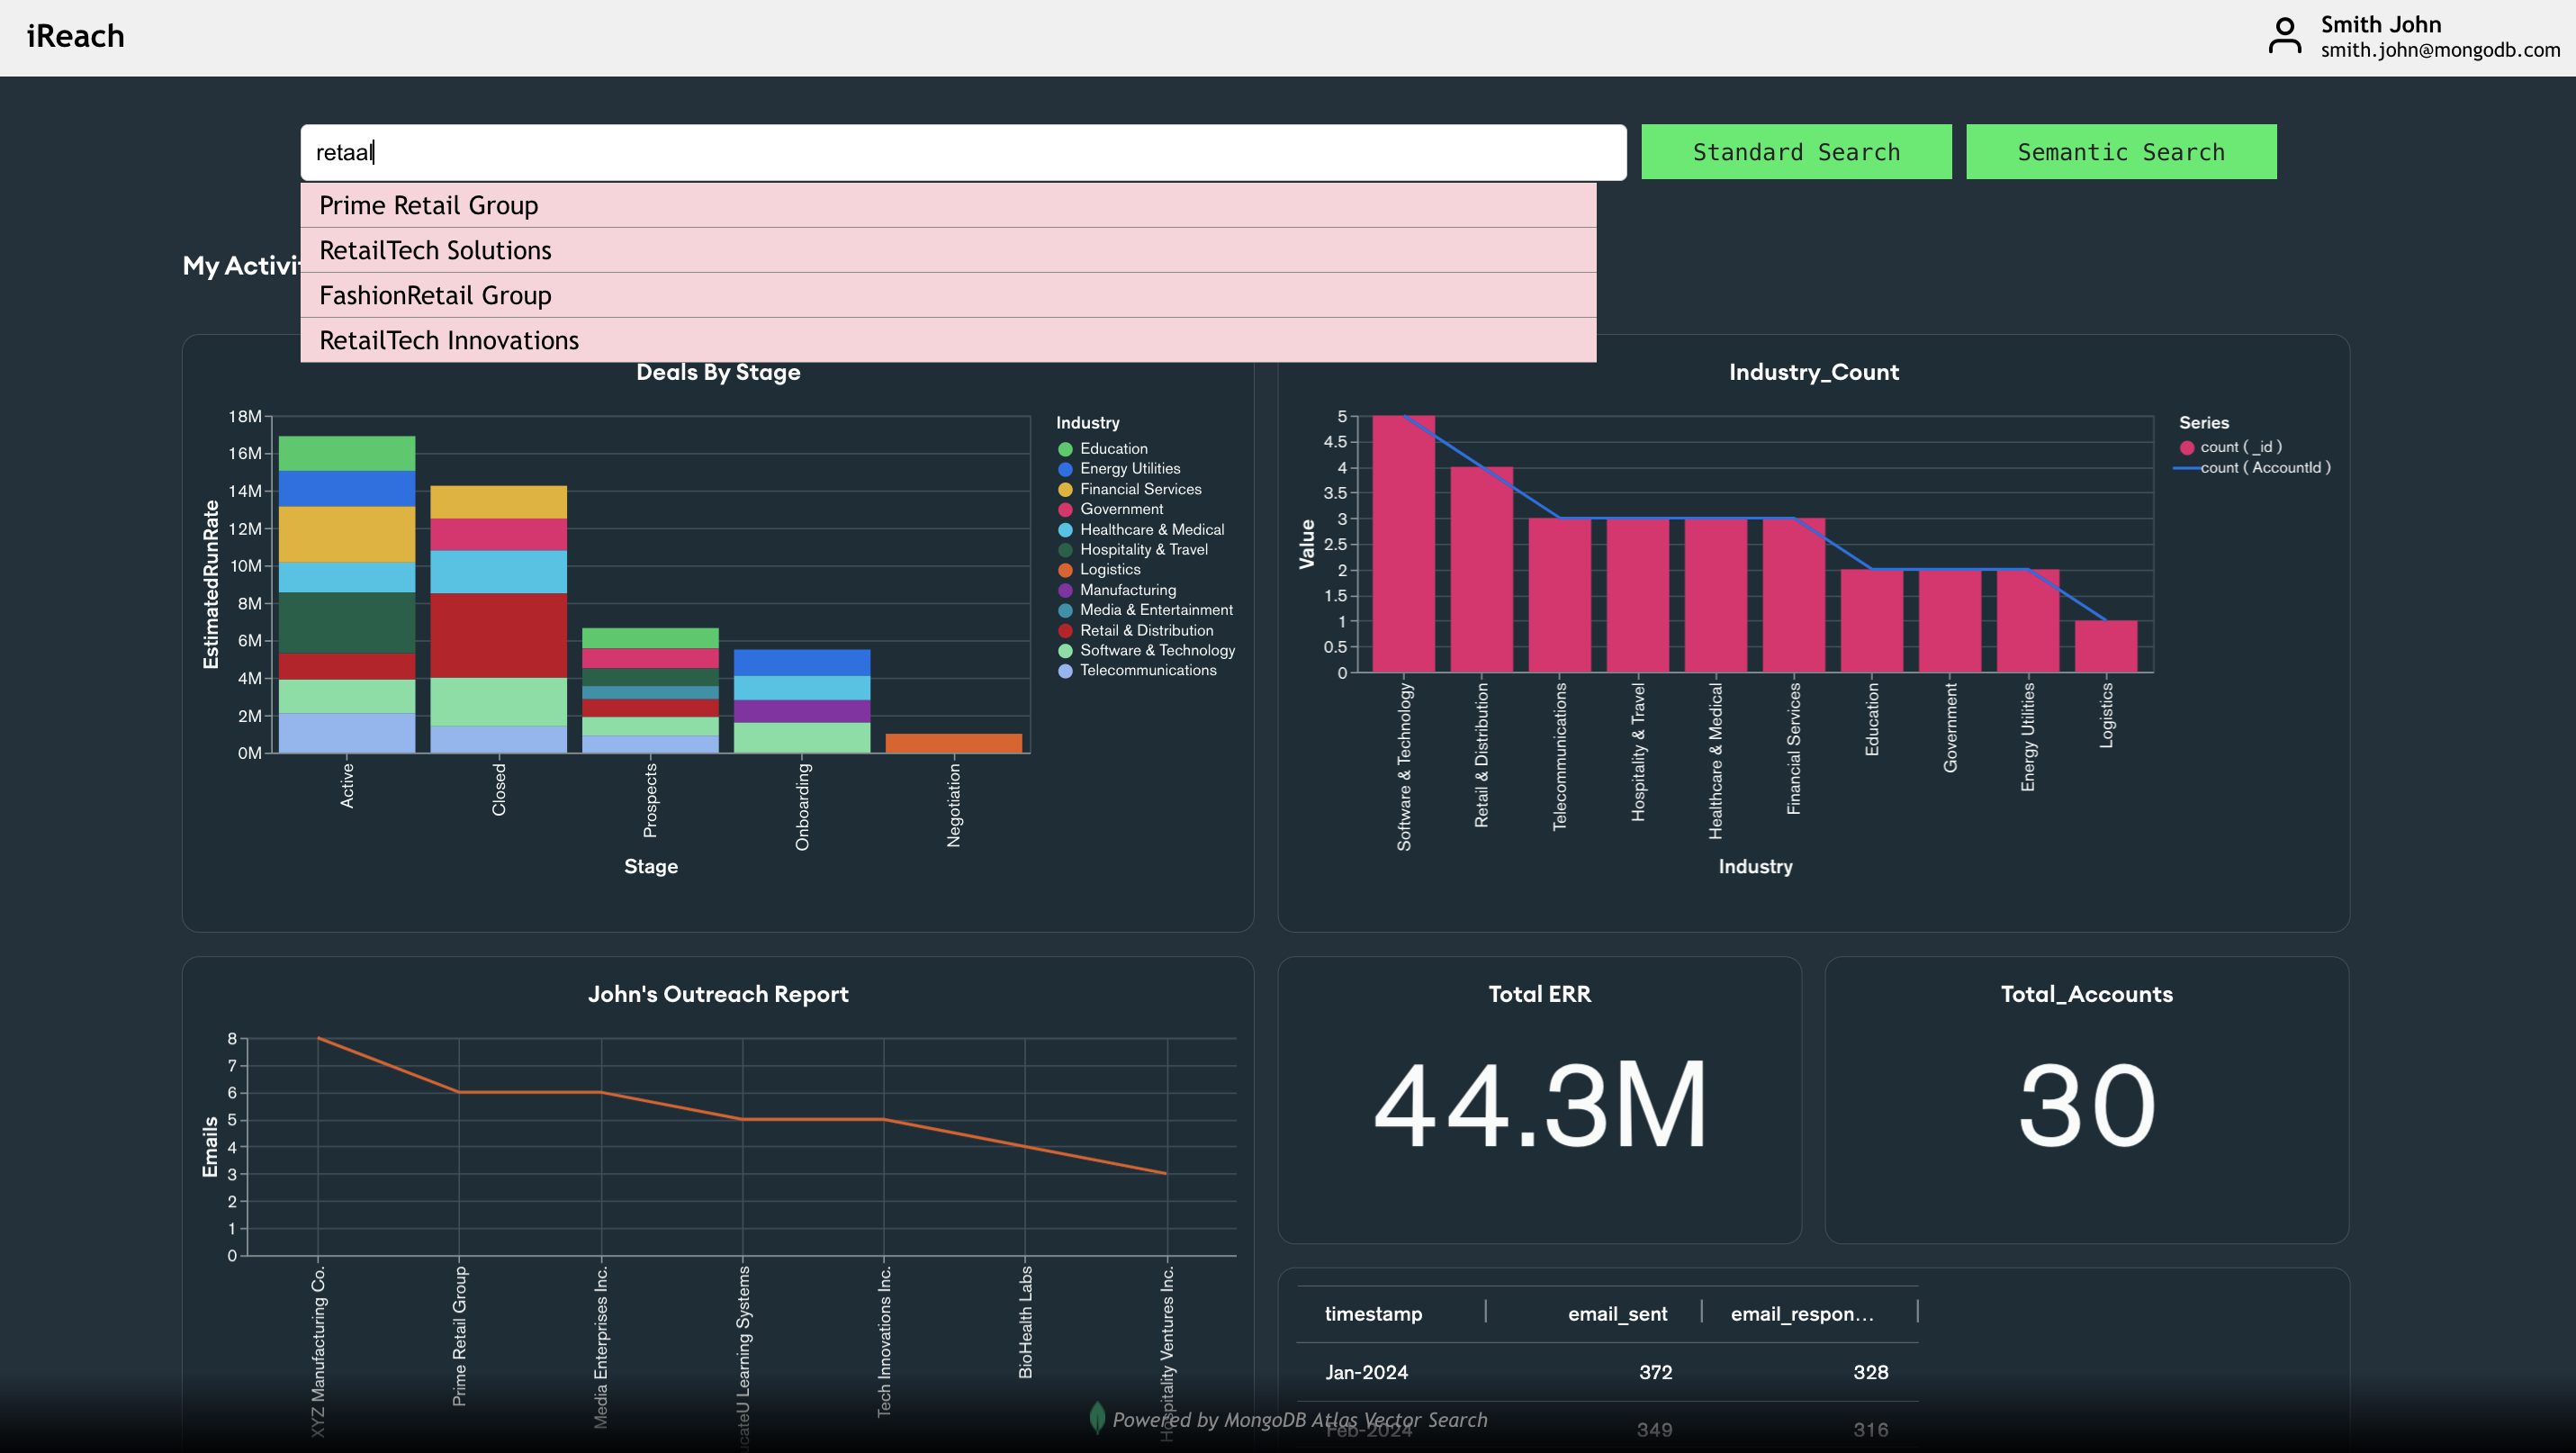 iReach
Smith John
smith.john@mongodb.com
retaal
Standard Search
Semantic Search
Prime Retail Group
RetailTech Solutions
FashionRetail Group
RetailTech Innovations
My Activi
Deals By Stage
EstimatedRunRate
18M
16M
14M
12M
10M
8M
6M
4M
2M
0M
Active
Closed
Prospects
Onboarding
Negotiation
Stage
Industry
Education
Energy Utilities
Financial Services
Government
Healthcare & Medical
Hospitality & Travel
Logistics
Manufacturing
Media & Entertainment
Retail & Distribution
Software & Technology
Telecommunications
Industry_Count
Value
5
4.5
4
3.5
3
2.5
2
1.5
1
0.5
0
Software & Technology
Retail & Distribution
Telecommunications
Hospitality & Travel
Healthcare & Medical
Financial Services
Education
Government
Energy Utilities
Logistics
Industry
Series
count ( _id )
count ( AccountId )
John's Outreach Report
Emails
8
7
6
5
4
3
2
1
0
XYZ Manufacturing Co.
Prime Retail Group
Media Enterprises Inc.
ucateU Learning Systems
Tech Innovations Inc.
BioHealth Labs
Hospitality Ventures Inc.
Total ERR
44.3M
Total_Accounts
30
timestamp email_sent email_respon...
Jan-2024 372 328
Feb-2024 349 316
Powered by MongoDB Atlas Vector Search